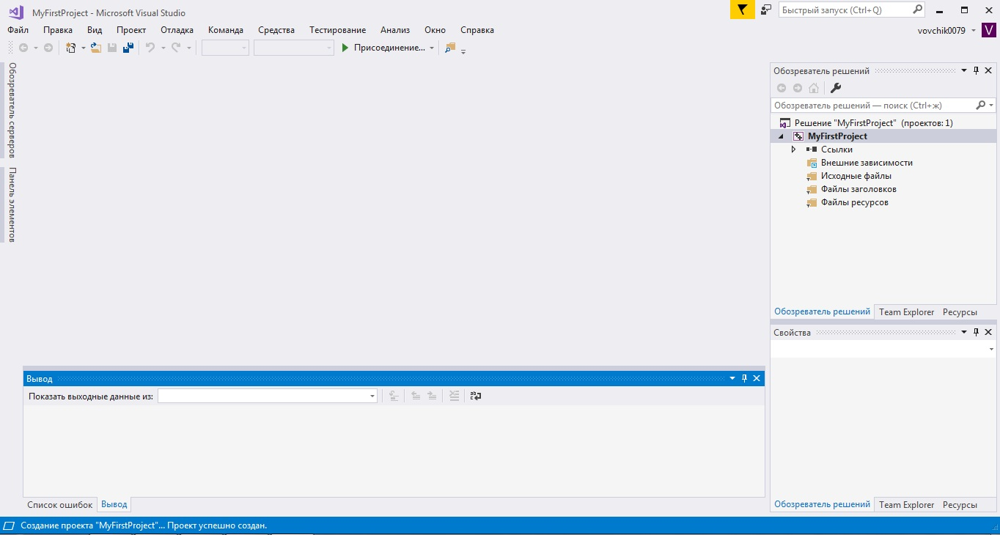 MyFirstProject - Microsoft Visual Studio
Быстрый запуск (Ctrl+Q)
Файл Правка Вид Проект Отладка Команда Средства Тестирование Анализ Окно Справка
vovchik0079 V
Присоединение...
Обозреватель серверов
Панель элементов
Обозреватель решений
Обозреватель решений — поиск (Ctrl+ж)
Решение "MyFirstProject" (проектов: 1)
MyFirstProject
Ссылки
Внешние зависимости
Исходные файлы
Файлы заголовков
Файлы ресурсов
Обозреватель решений Team Explorer Ресурсы
Свойства
Вывод
Показать выходные данные из:
Список ошибок Вывод
Обозреватель решений Team Explorer Ресурсы
Создание проекта "MyFirstProject"... Проект успешно создан.